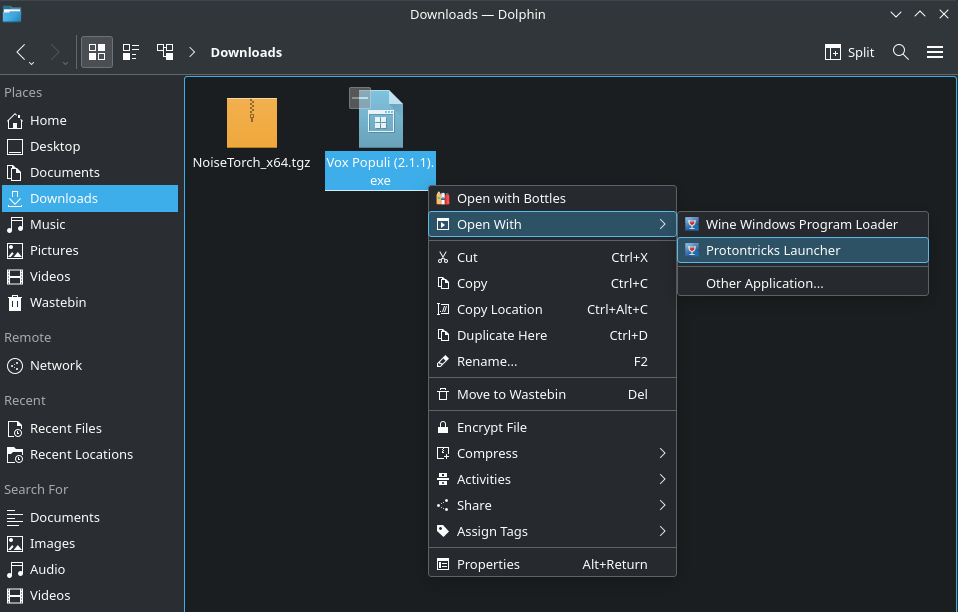 Downloads — Dolphin
Downloads
Split
Places
Home
Desktop
Documents
Downloads
Music
Pictures
Videos
Wastebin
Remote
Network
Recent
Recent Files
Recent Locations
Search For
Documents
Images
Audio
Videos
NoiseTorch_x64.tgz
Vox Populi (2.1.1).
exe
Open with Bottles
Open With
Cut Ctrl+X
Copy Ctrl+C
Copy Location Ctrl+Alt+C
Duplicate Here Ctrl+D
Rename... F2
Move to Wastebin Del
Encrypt File
Compress
Activities
Share
Assign Tags
Properties Alt+Return
Wine Windows Program Loader
Protontricks Launcher
Other Application...